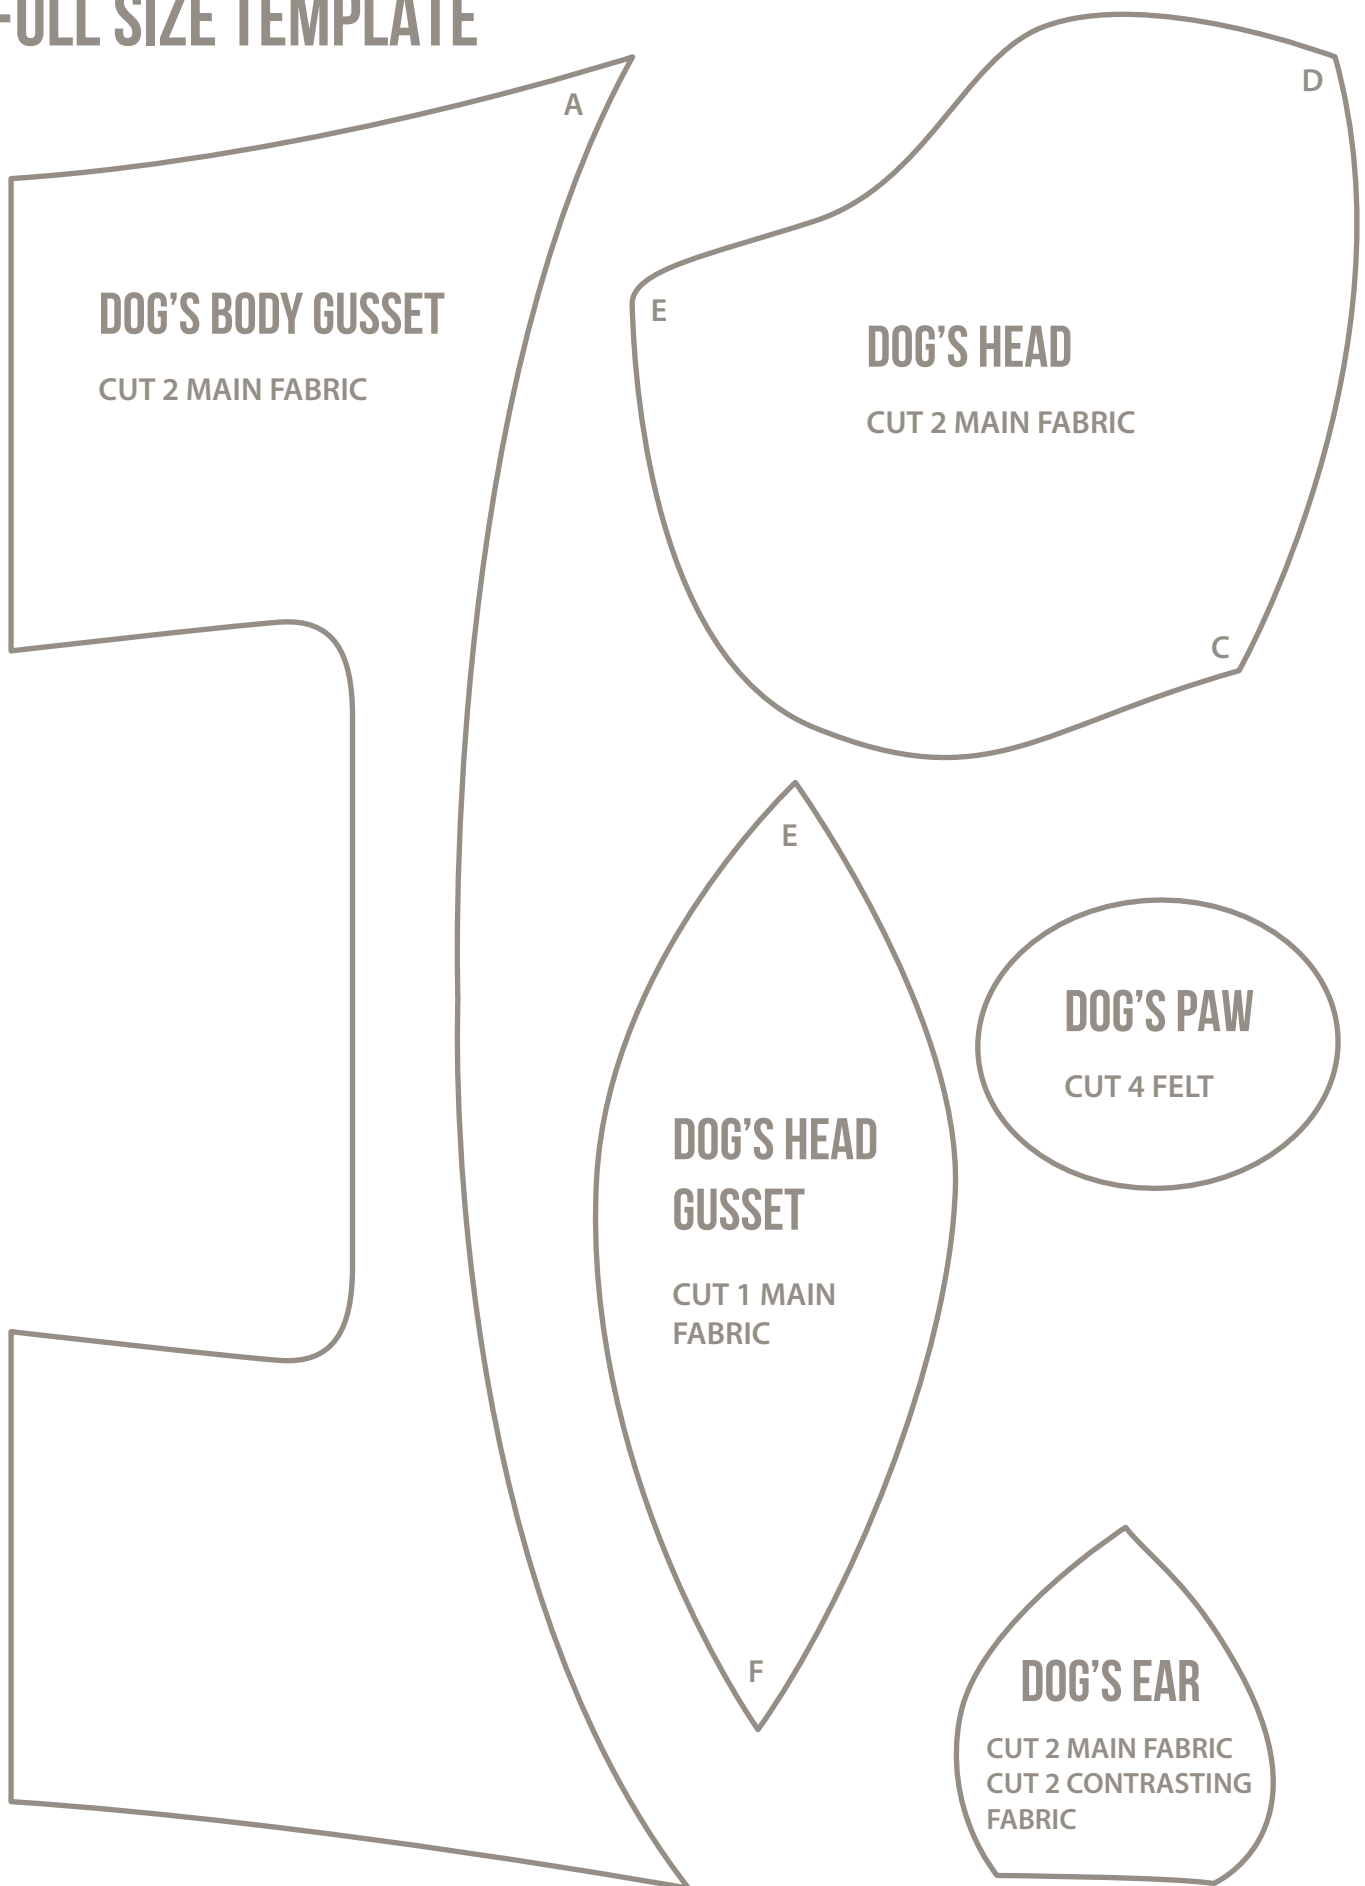 FULL SIZE TEMPLATE
A
DOG'S BODY GUSSET
CUT 2 MAIN FABRIC
D
E
DOG'S HEAD
CUT 2 MAIN FABRIC
C
E
DOG'S HEAD
GUSSET
CUT 1 MAIN
FABRIC
F
DOG'S PAW
CUT 4 FELT
DOG'S EAR
CUT 2 MAIN FABRIC
CUT 2 CONTRASTING
FABRIC